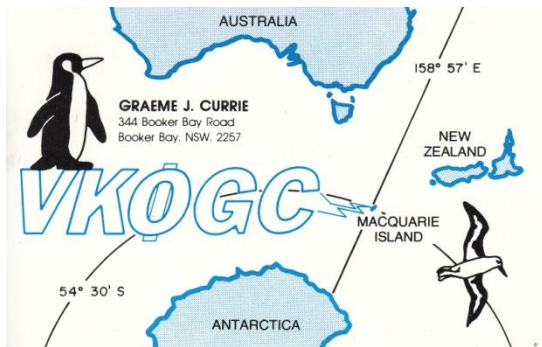 AUSTRALIA
158° 57' E
GRAEME J. CURRIE
344 Booker Bay Road
Booker Bay. NSW. 2257
NEW
ZEALAND
VKØGC
MACQUARIE
ISLAND
54° 30' S
ANTARCTICA